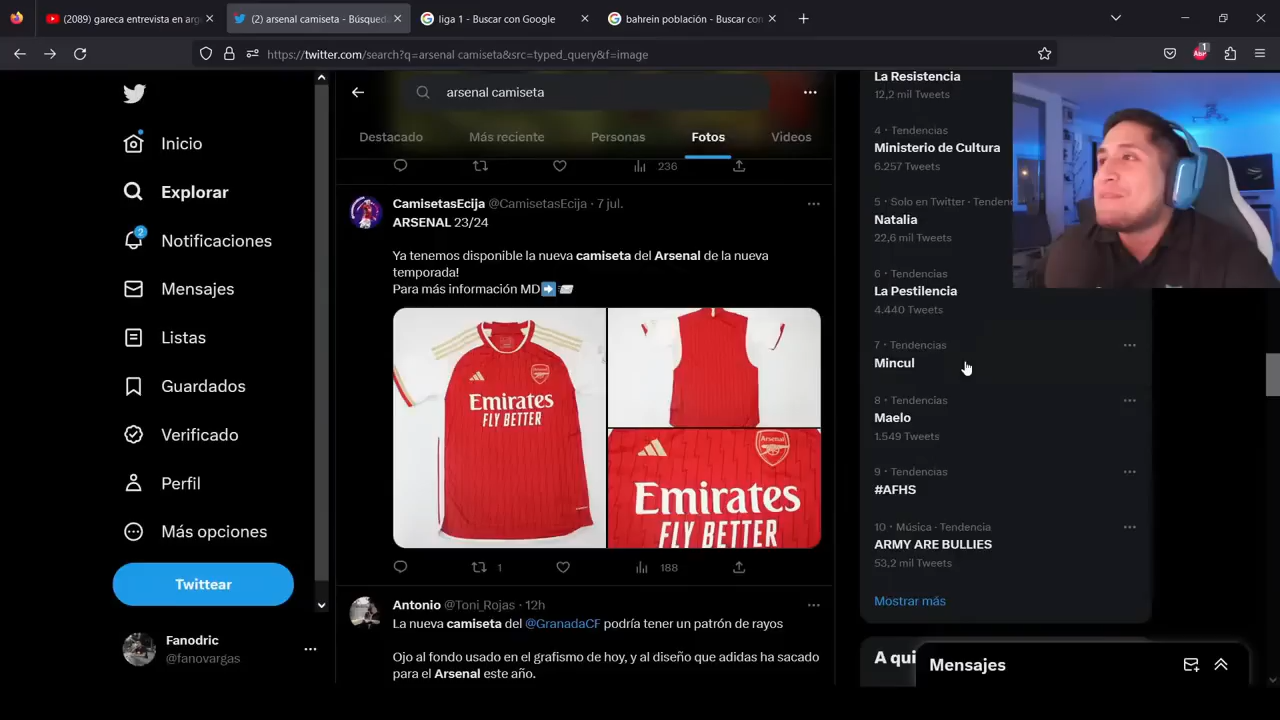 (2089) gareca entrevista en arg
(2) arsenal camiseta - Búsqueda
liga 1 - Buscar con Google
bahrein población - Buscar con
https://twitter.com/search?q=arsenal camiseta&src=typed_query&f=image
1
Inicio
Explorar
2
Notificaciones
Mensajes
Listas
Guardados
Verificado
Perfil
Más opciones
Twittear
Fanodric
@fanovargas
arsenal camiseta
Destacado
Más reciente
Personas
Fotos
Videos
236
CamisetasEcija @CamisetasEcija · 7 jul.
ARSENAL 23/24
Ya tenemos disponible la nueva camiseta del Arsenal de la nueva
temporada!
Para más información MD➡️📨
Emirates
FLY BETTER
Arsenal
Emirates
FLY BETTER
1
188
Antonio @Toni_Rojas · 12h
La nueva camiseta del @GranadaCF podría tener un patrón de rayos
Ojo al fondo usado en el grafismo de hoy, y al diseño que adidas ha sacado
para el Arsenal este año.
La Resistencia
12,2 mil Tweets
4 · Tendencias
Ministerio de Cultura
6.257 Tweets
5 · Solo en Twitter · Tendenc
Natalia
22,6 mil Tweets
6 · Tendencias
La Pestilencia
4.440 Tweets
7 · Tendencias
Mincul
8 · Tendencias
Maelo
1.549 Tweets
9 · Tendencias
#AFHS
10 · Música · Tendencia
ARMY ARE BULLIES
53,2 mil Tweets
Mostrar más
A qui
Mensajes